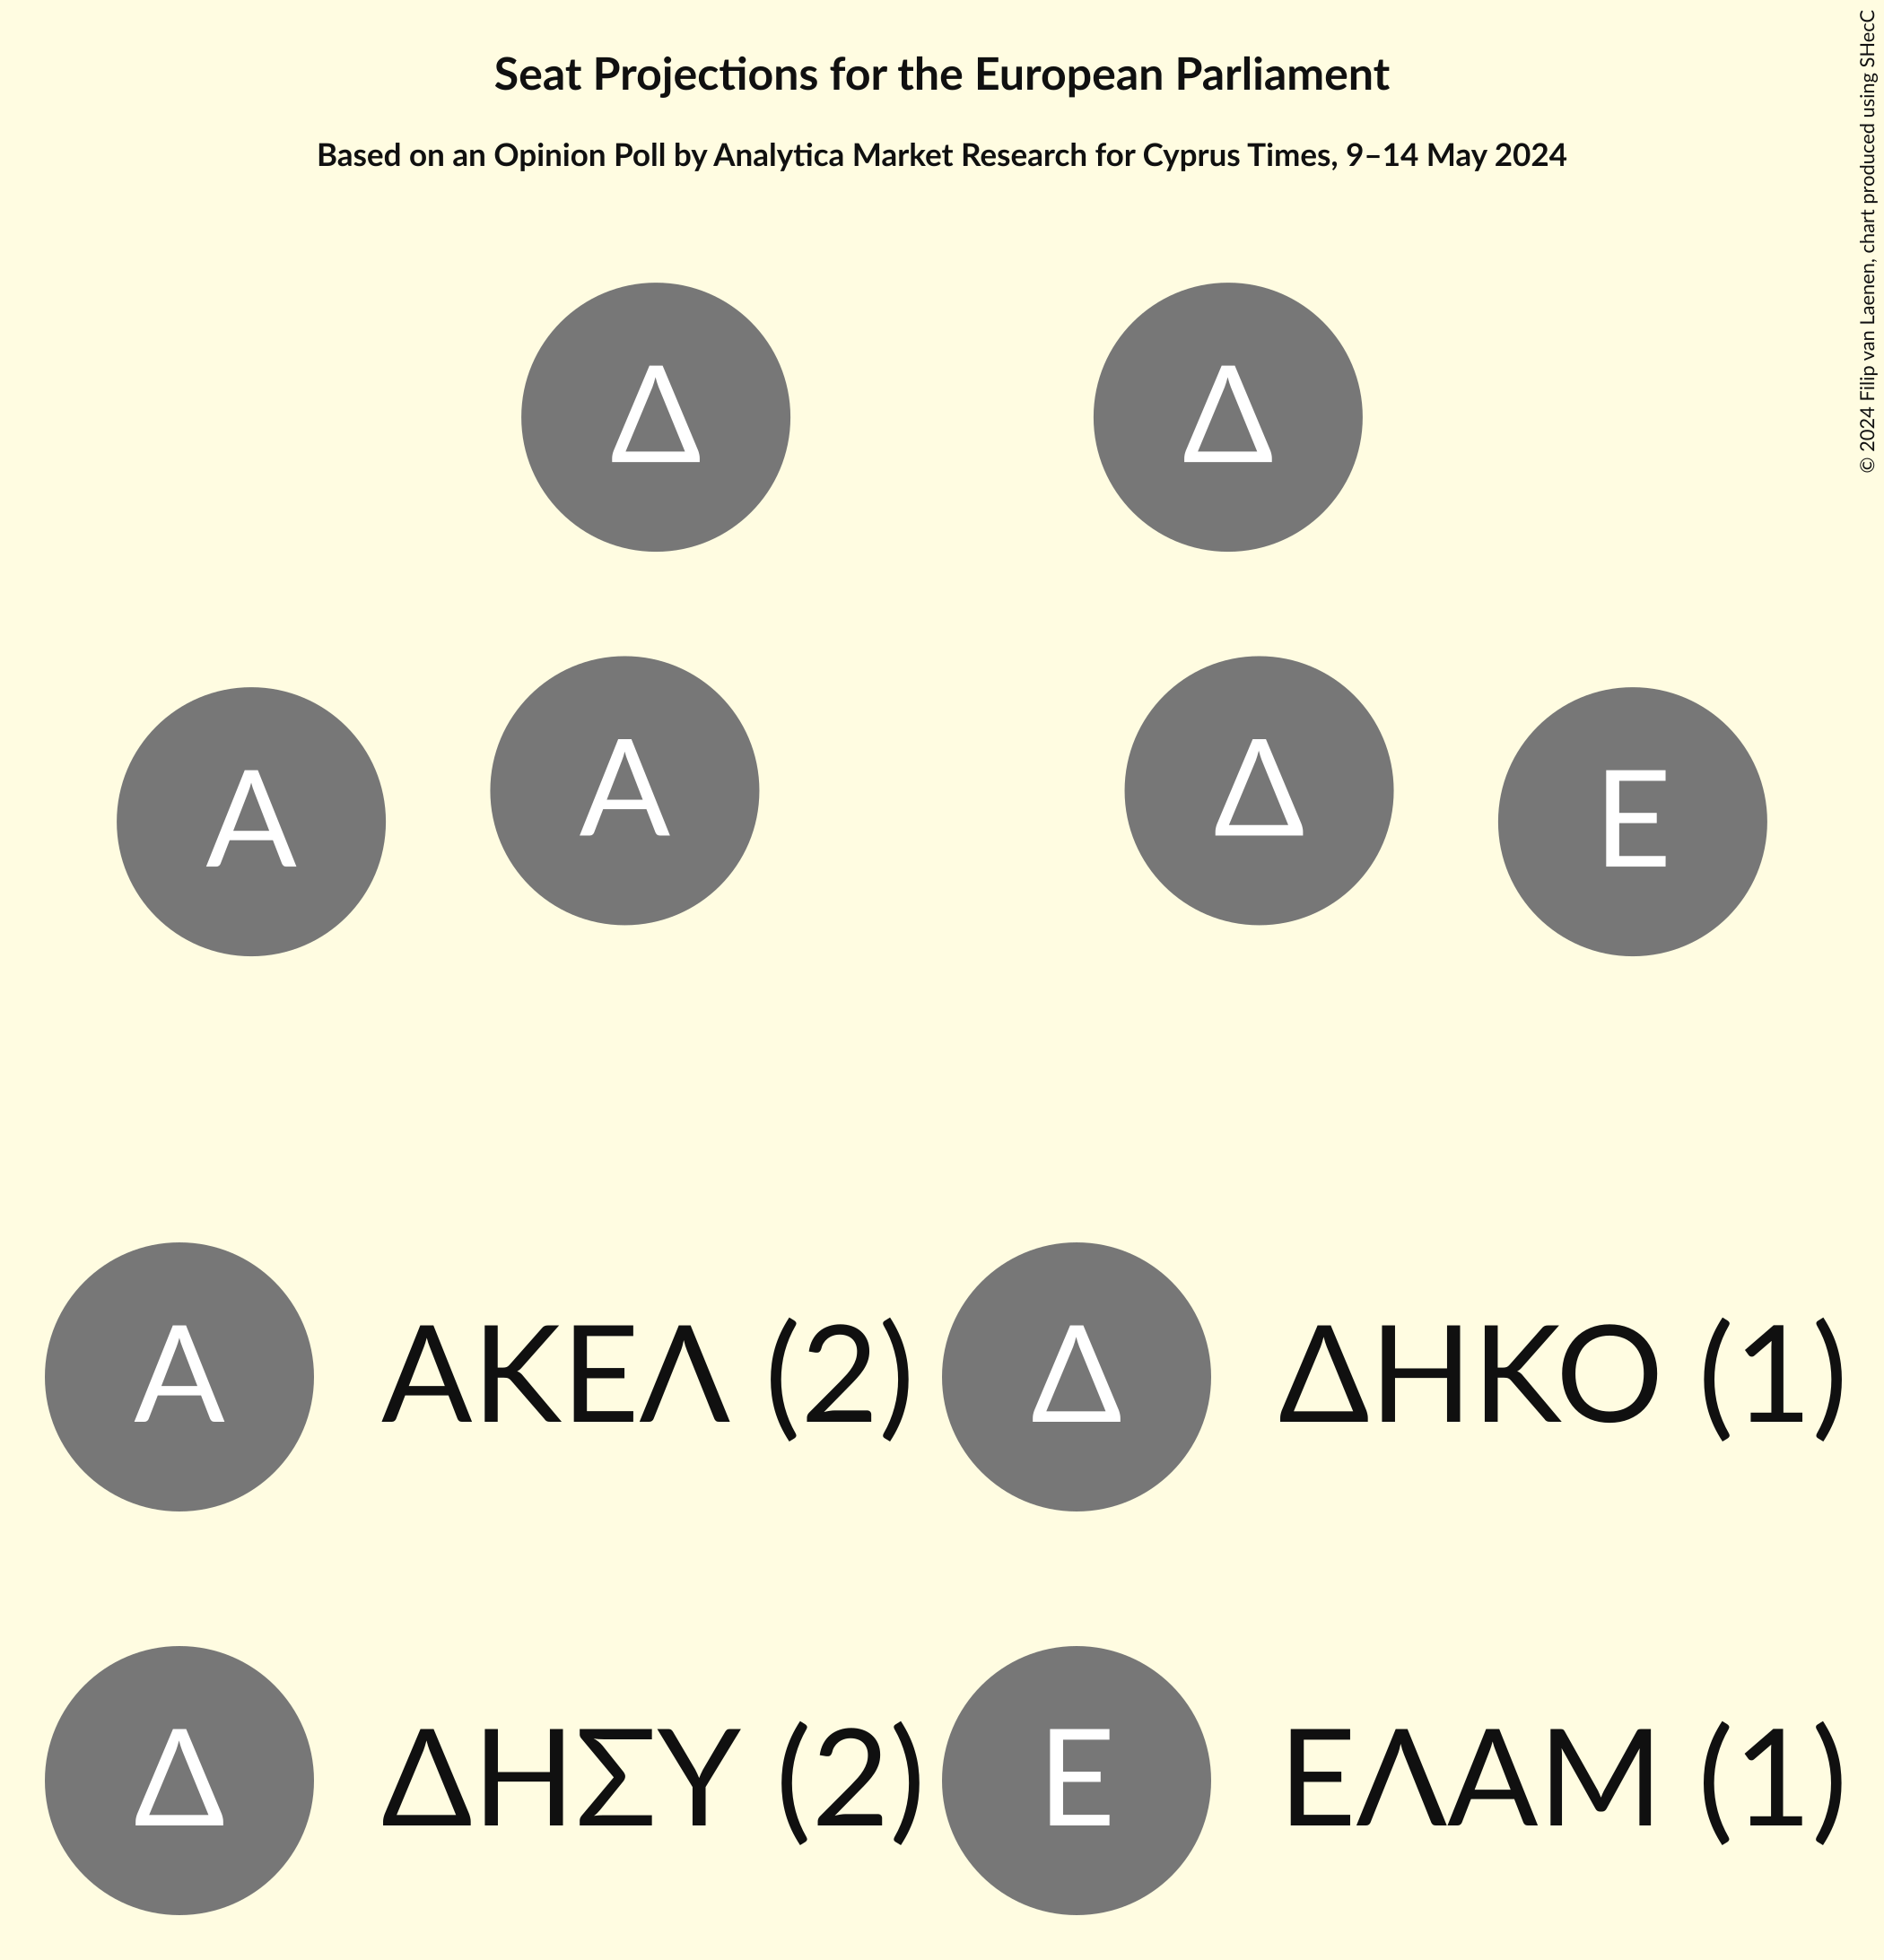 Seat Projections for the European Parliament
Based on an Opinion Poll by Analytica Market Research for Cyprus Times, 9–14 May 2024
© 2024 Filip van Laenen, chart produced using SHecC
Δ Δ
Α Α Δ Ε
Α ΑΚΕΛ (2) Δ ΔΗΚΟ (1)
Δ ΔΗΣΥ (2) Ε ΕΛΑΜ (1)